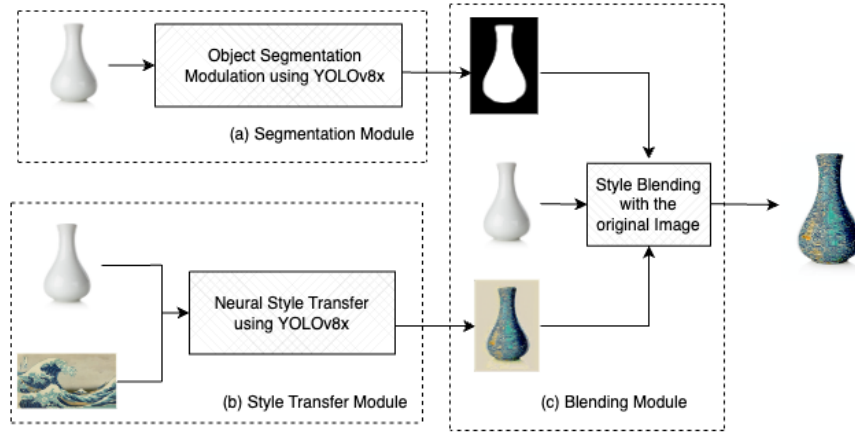 Object Segmentation
Modulation using YOLOv8x
(a) Segmentation Module
Style Blending
with the
original Image
Neural Style Transfer
using YOLOv8x
(b) Style Transfer Module
(c) Blending Module